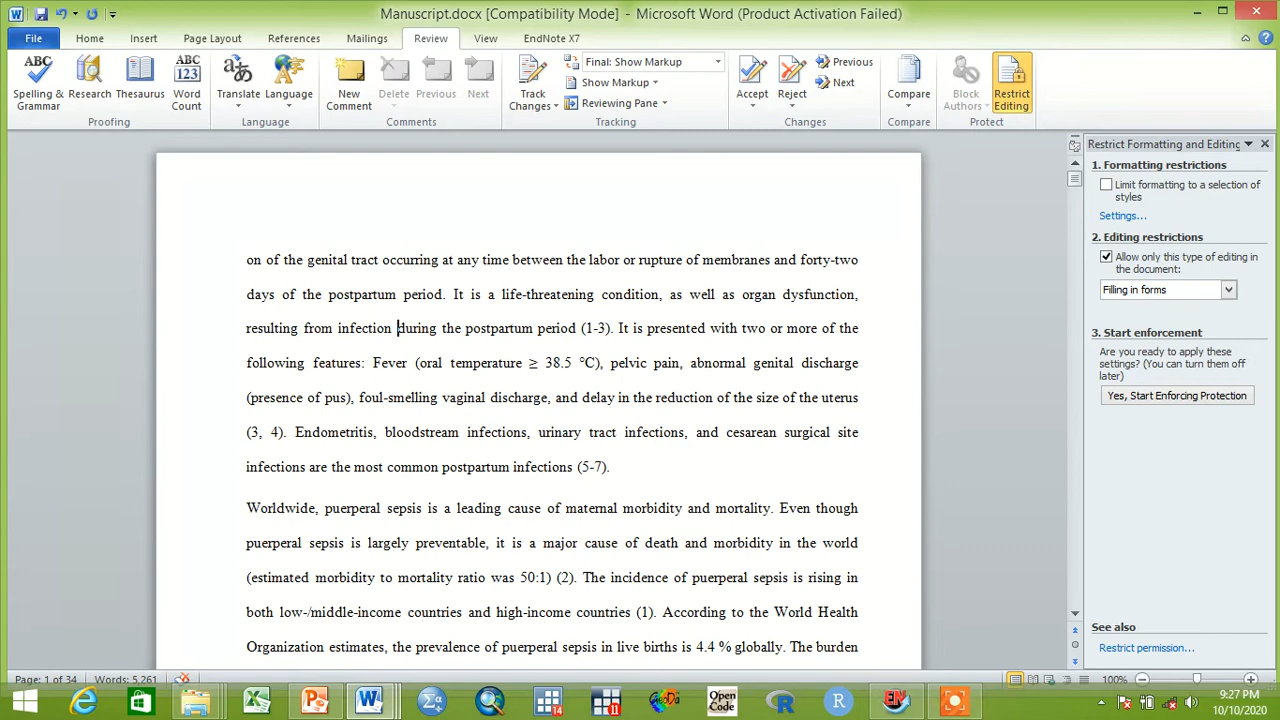 Manuscript.docx [Compatibility Mode] - Microsoft Word (Product Activation Failed)
File Home Insert Page Layout References Mailings Review View EndNote X7
ABC Spelling & Grammar
Research
Thesaurus
ABC 123 Word Count
Proofing
Translate
Language
Language
New Comment
Delete
Previous
Next
Comments
Track Changes
Final: Show Markup
Show Markup
Reviewing Pane
Tracking
Accept
Reject
Previous
Next
Changes
Compare
Compare
Block Authors
Restrict Editing
Protect
on of the genital tract occurring at any time between the labor or rupture of membranes and forty-two
days of the postpartum period. It is a life-threatening condition, as well as organ dysfunction,
resulting from infection during the postpartum period (1-3). It is presented with two or more of the
following features: Fever (oral temperature ≥ 38.5 °C), pelvic pain, abnormal genital discharge
(presence of pus), foul-smelling vaginal discharge, and delay in the reduction of the size of the uterus
(3, 4). Endometritis, bloodstream infections, urinary tract infections, and cesarean surgical site
infections are the most common postpartum infections (5-7).
Worldwide, puerperal sepsis is a leading cause of maternal morbidity and mortality. Even though
puerperal sepsis is largely preventable, it is a major cause of death and morbidity in the world
(estimated morbidity to mortality ratio was 50:1) (2). The incidence of puerperal sepsis is rising in
both low-/middle-income countries and high-income countries (1). According to the World Health
Organization estimates, the prevalence of puerperal sepsis in live births is 4.4 % globally. The burden
Restrict Formatting and Editing
1. Formatting restrictions
Limit formatting to a selection of
styles
Settings...
2. Editing restrictions
Allow only this type of editing in
the document:
Filling in forms
3. Start enforcement
Are you ready to apply these
settings? (You can turn them off
later)
Yes, Start Enforcing Protection
See also
Restrict permission...
Page: 1 of 34 Words: 5,261
100%
14
11
GeoDa
Open Code
R
R
EN
9:27 PM
10/10/2020